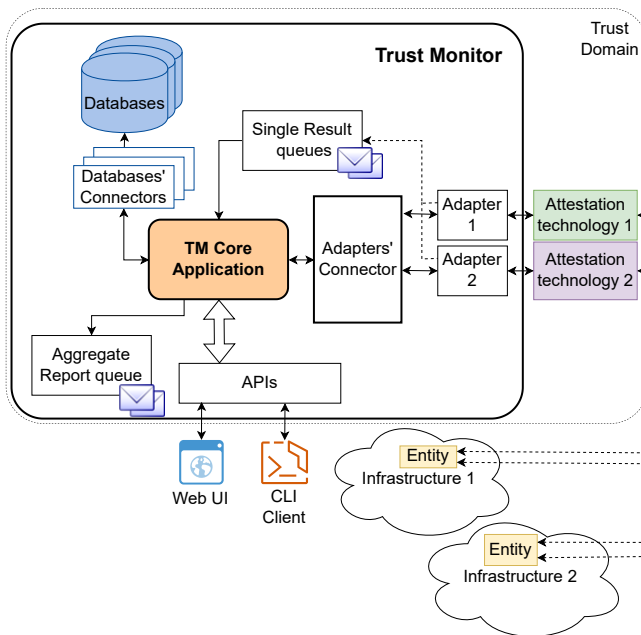 Trust
Domain
Trust Monitor
Databases
Single Result
queues
Databases'
Connectors
Adapters'
Connector
Adapter
1
Attestation
technology 1
TM Core
Application
Adapter
2
Attestation
technology 2
Aggregate
Report queue
APIs
Web UI
CLI
Client
Entity
Infrastructure 1
Entity
Infrastructure 2